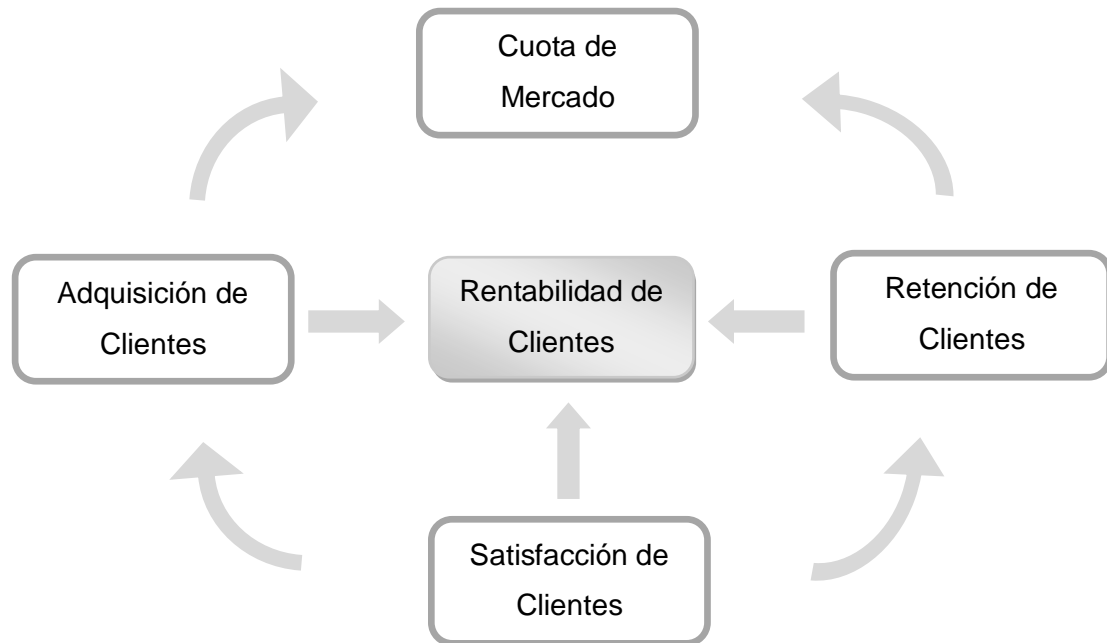 Cuota de
Mercado
Adquisición de
Clientes
Rentabilidad de
Clientes
Retención de
Clientes
Satisfacción de
Clientes